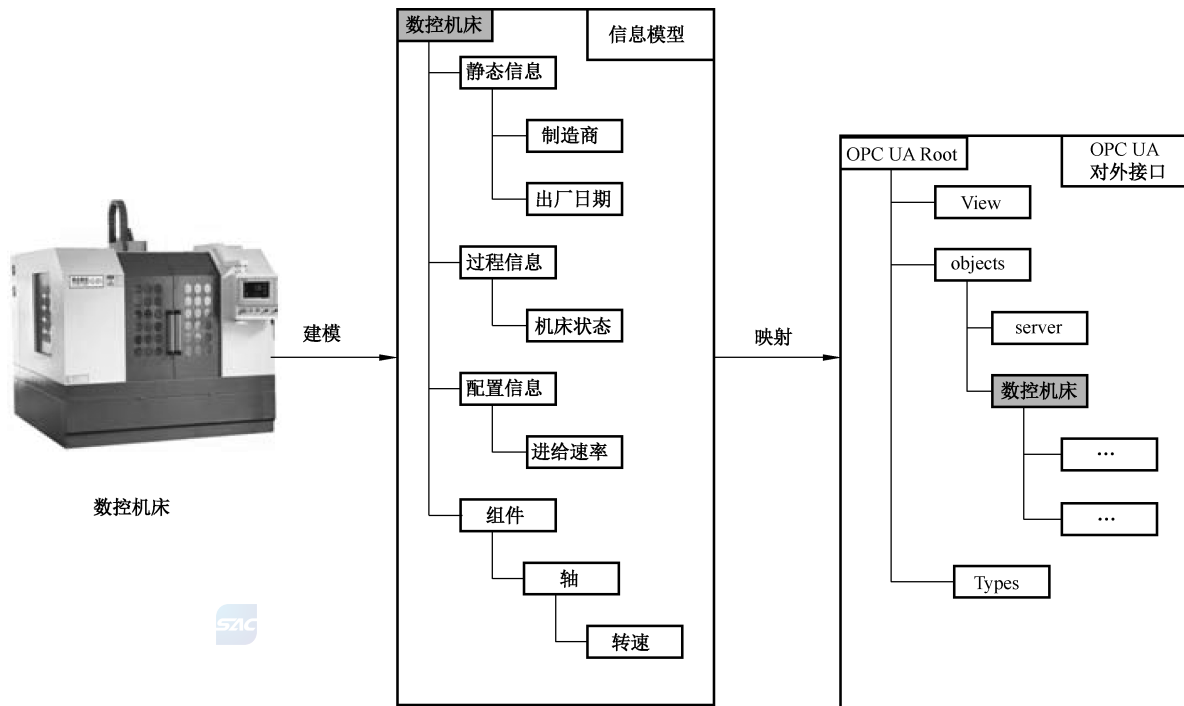 数控机床
信息模型
静态信息
制造商
出厂日期
过程信息
机床状态
配置信息
进给速率
组件
轴
转速
建模
数控机床
映射
OPC UA Root
OPC UA
对外接口
View
objects
server
数控机床
…
…
Types
SAC